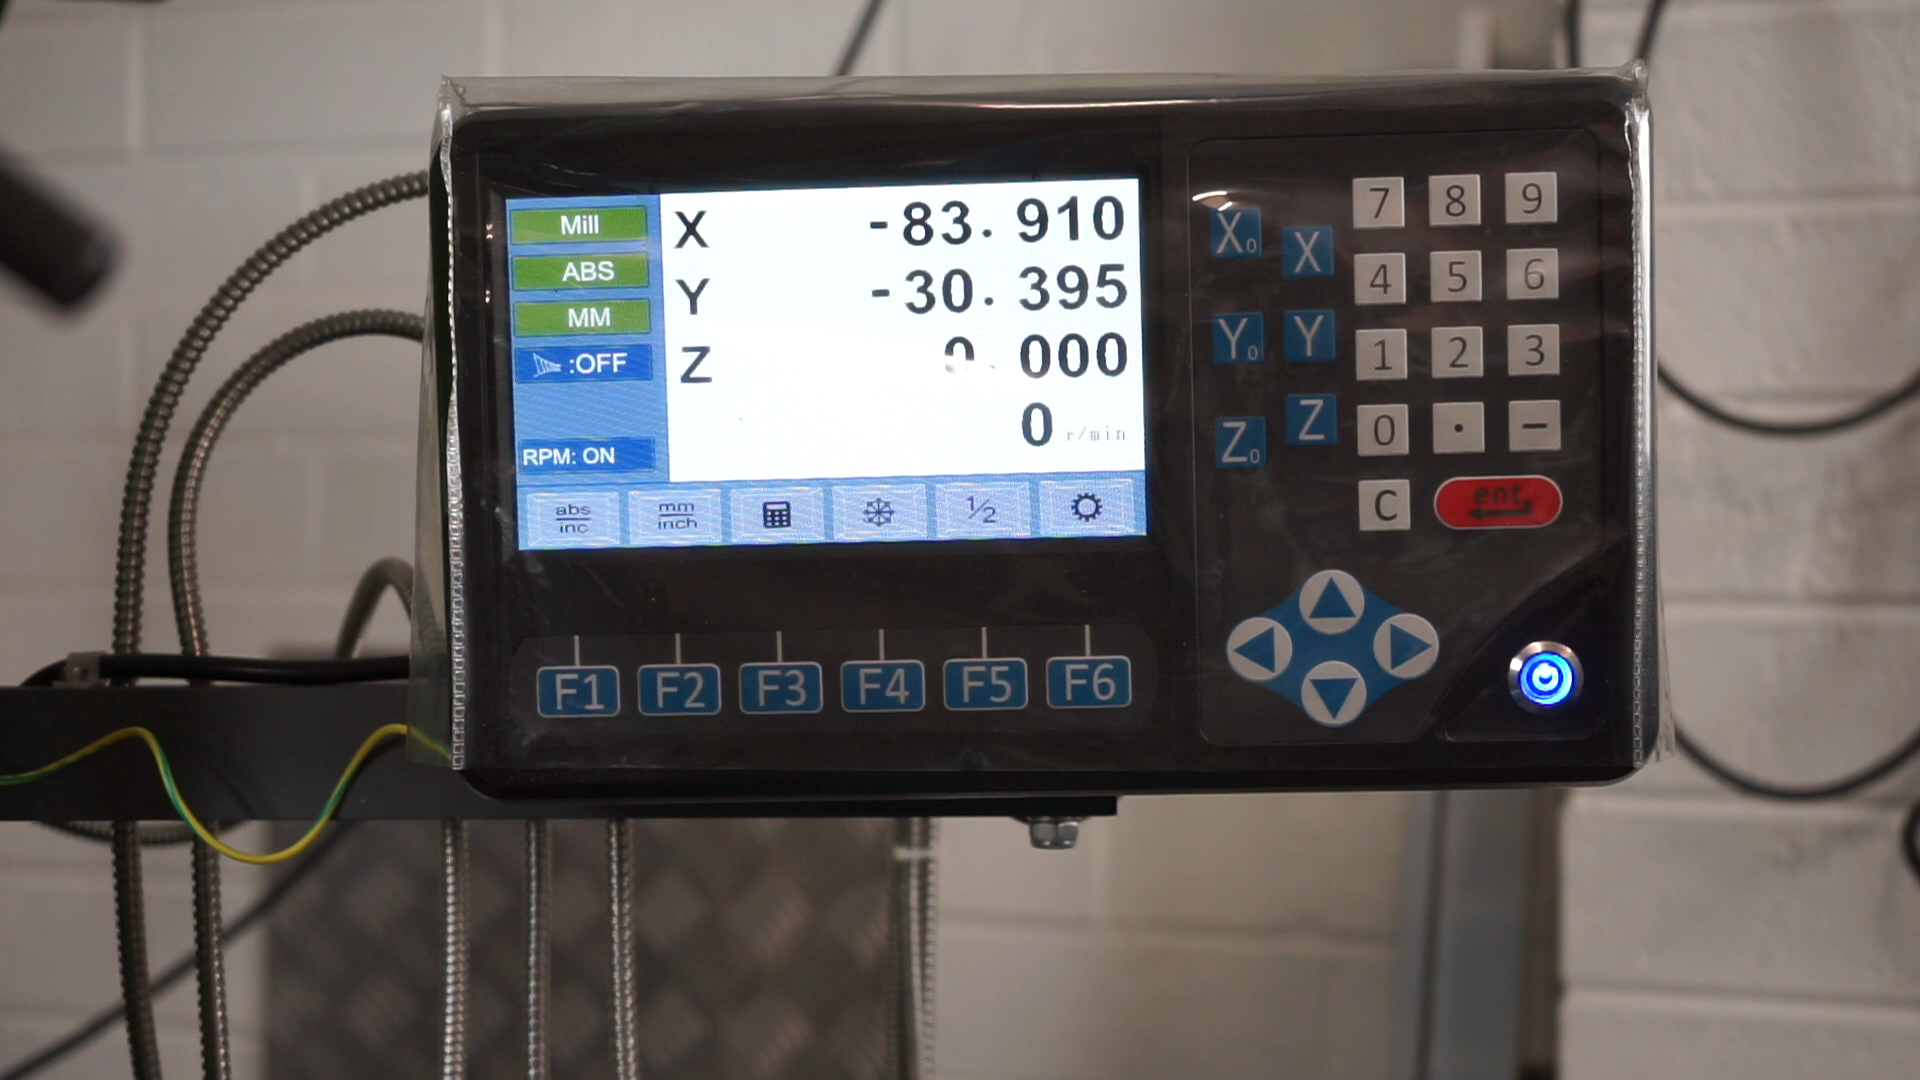 Mill
ABS
MM
:OFF
RPM: ON
X -83.910
Y -30.395
Z 0.000
0 r/min
abs
inc
mm
inch
1/2
F1 F2 F3 F4 F5 F6
X0 X
Y0 Y
Z0 Z
7 8 9
4 5 6
1 2 3
0 . -
C ent